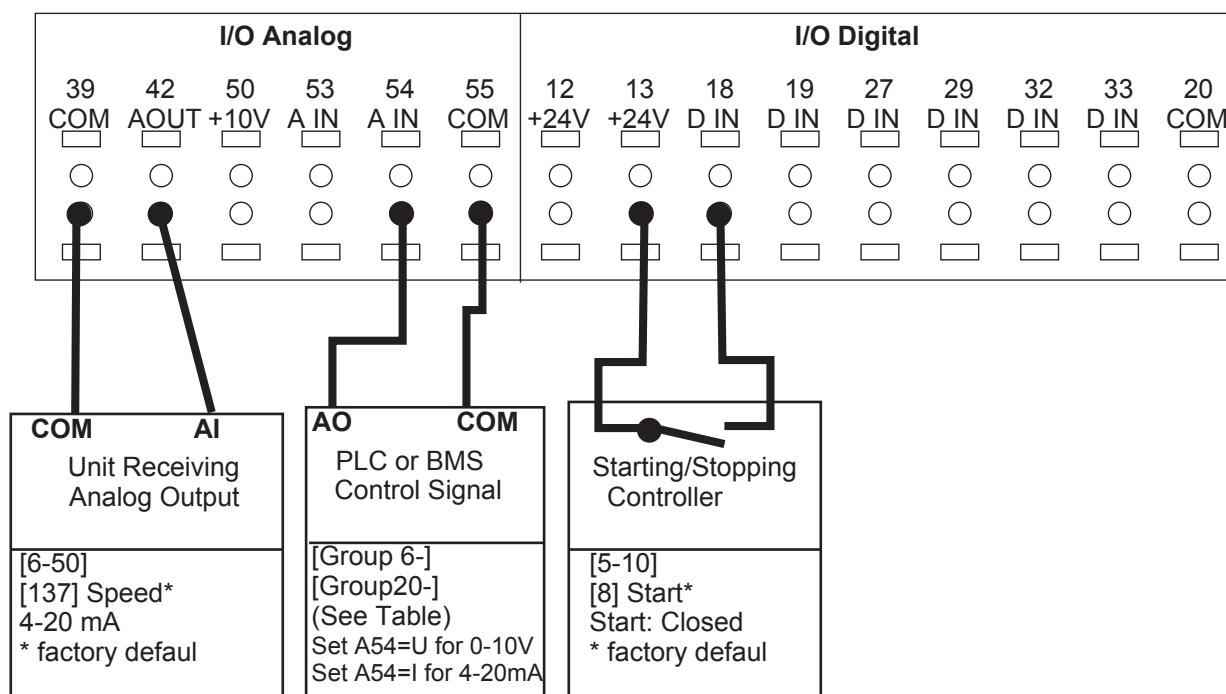 I/O Analog I/O Digital
39 42 50 53 54 55 12 13 18 19 27 29 32 33 20
COM AOUT +10V A IN A IN COM +24V +24V D IN D IN D IN D IN D IN D IN COM
COM AI
Unit Receiving
Analog Output
[6-50]
[137] Speed*
4-20 mA
* factory defaul
AO COM
PLC or BMS
Control Signal
[Group 6-]
[Group20-]
(See Table)
Set A54=U for 0-10V
Set A54=I for 4-20mA
Starting/Stopping
Controller
[5-10]
[8] Start*
Start: Closed
* factory defaul